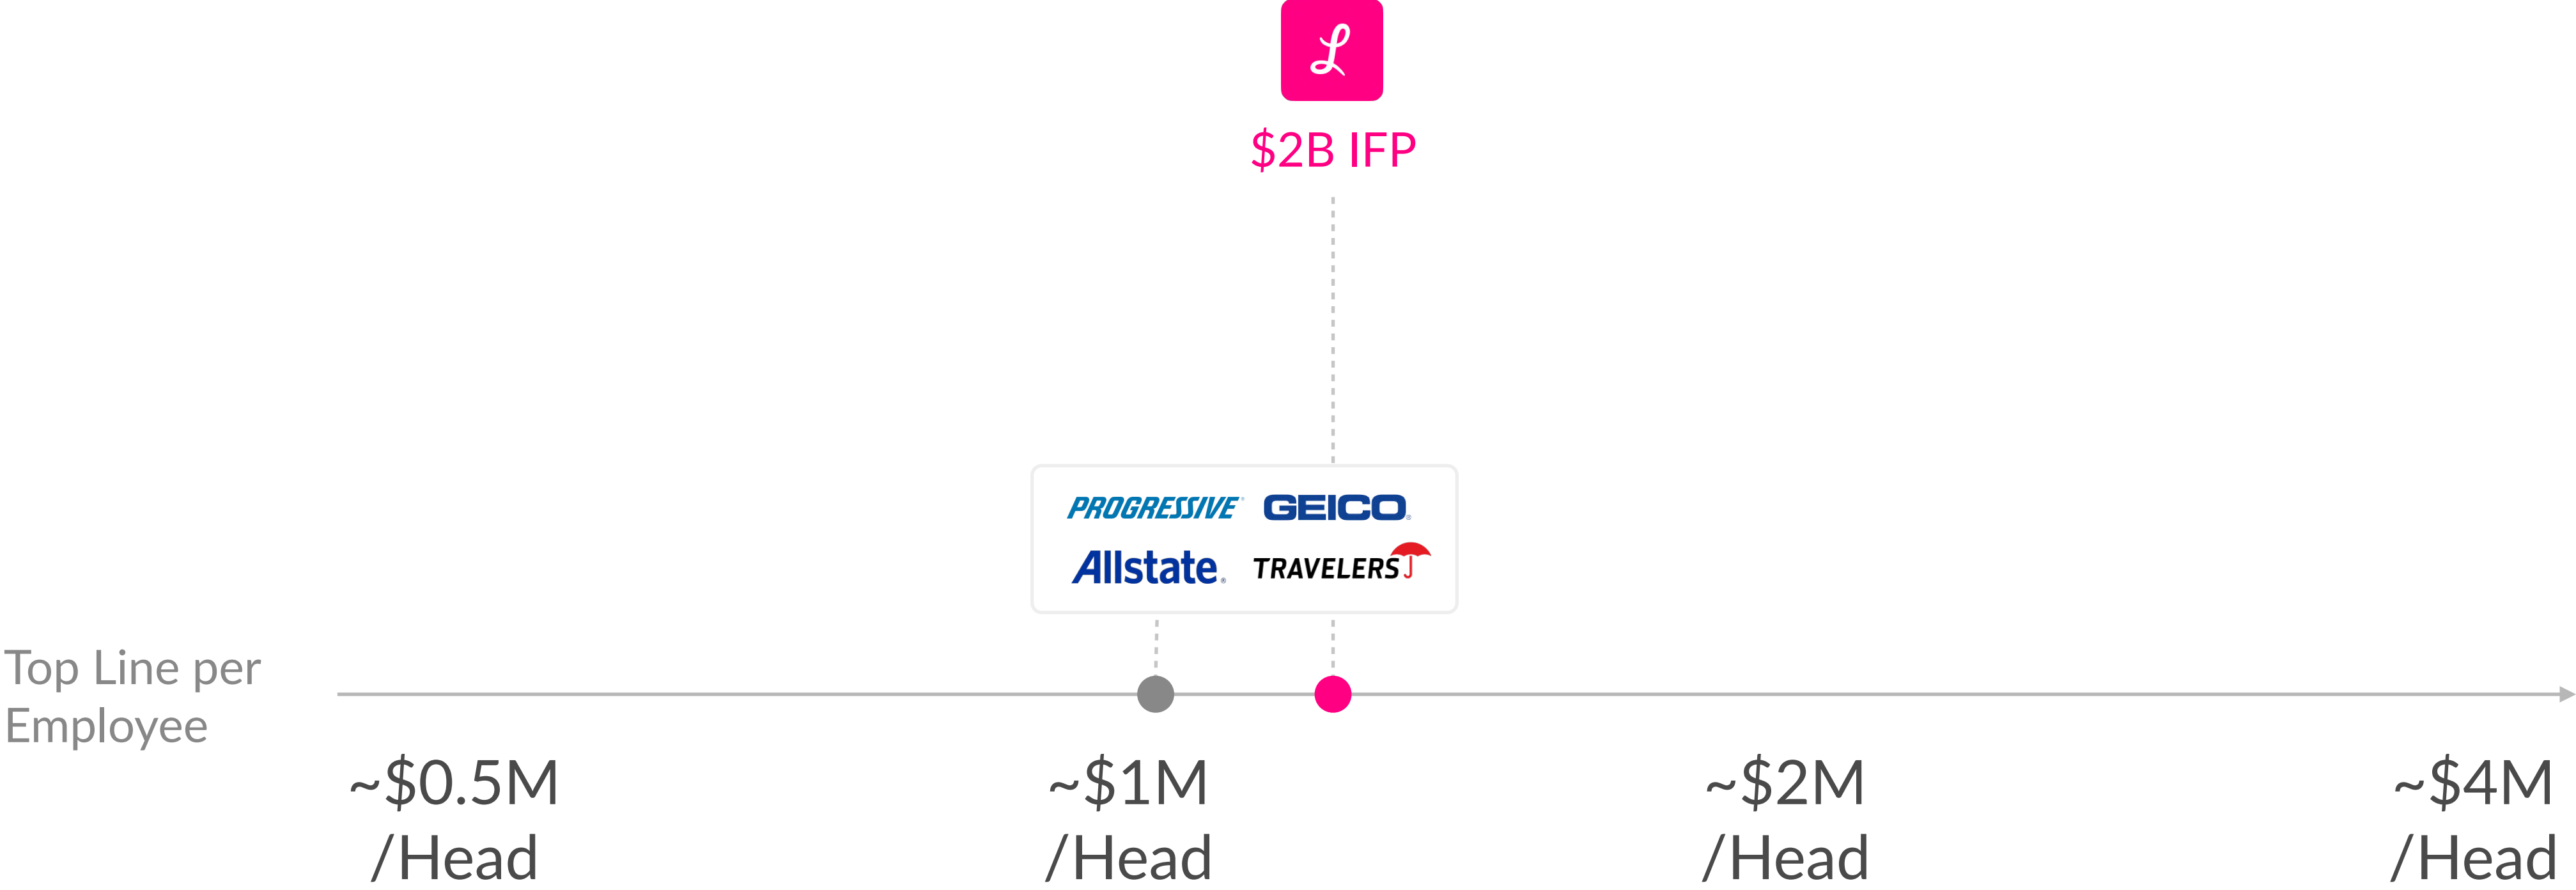 L
$2B IFP
PROGRESSIVE® GEICO®
Allstate® TRAVELERS
Top Line per
Employee
~$0.5M
/Head
~$1M
/Head
~$2M
/Head
~$4M
/Head